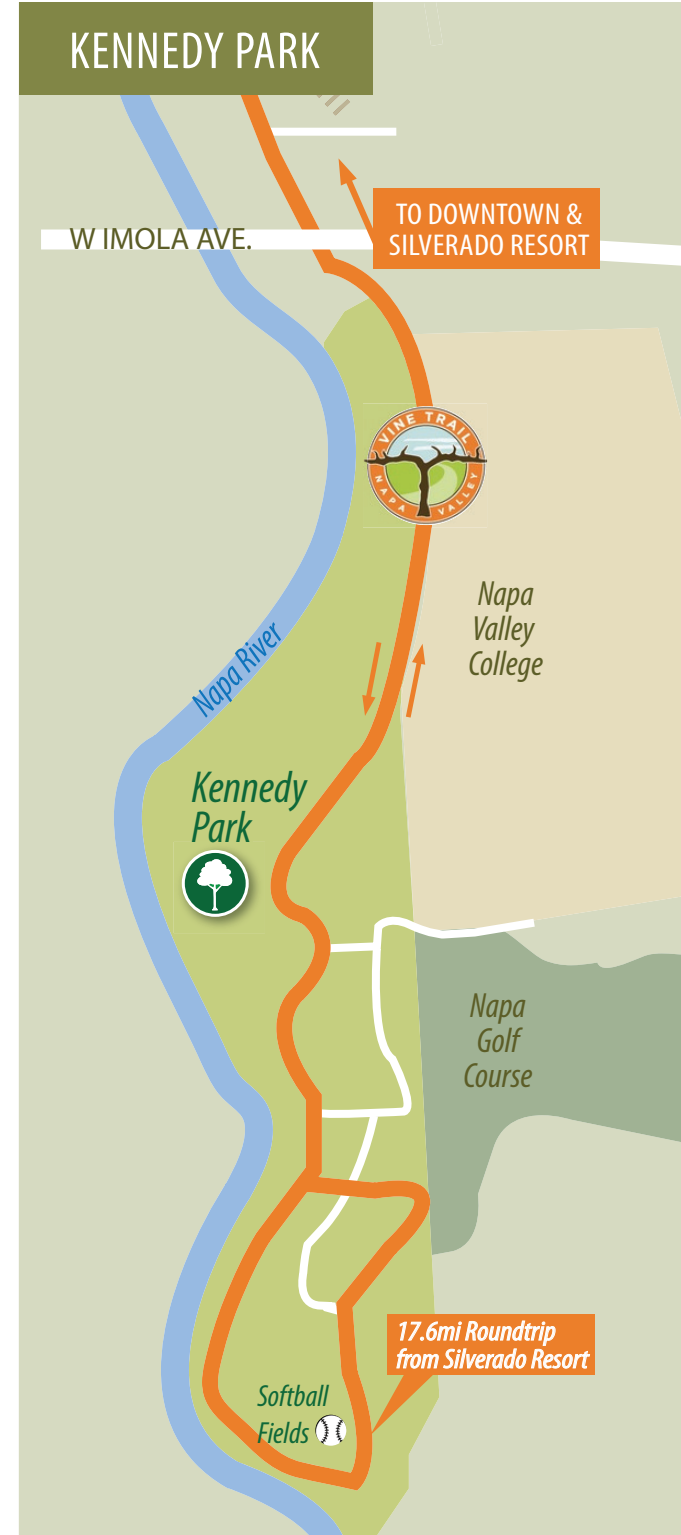 KENNEDY PARK
TO DOWNTOWN &
SILVERADO RESORT
W IMOLA AVE.
VINE TRAIL
NAPA VALLEY
Napa
Valley
College
Napa River
Kennedy
Park
Napa
Golf
Course
17.6mi Roundtrip
from Silverado Resort
Softball
Fields